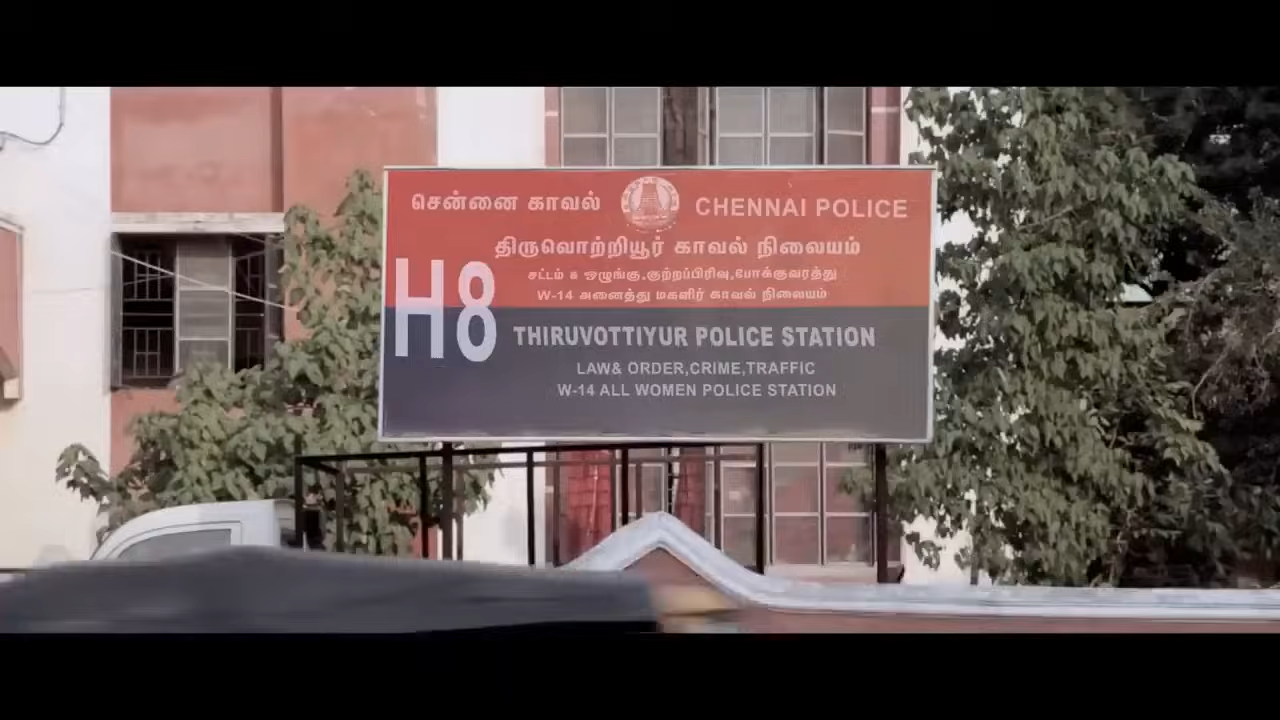 சென்னை காவல் CHENNAI POLICE
திருவொற்றியூர் காவல் நிலையம்
சட்டம் & ஒழுங்கு,குற்றப்பிரிவு,போக்குவரத்து
W-14 அனைத்து மகளிர் காவல் நிலையம்
H8
THIRUVOTTIYUR POLICE STATION
LAW& ORDER,CRIME,TRAFFIC
W-14 ALL WOMEN POLICE STATION